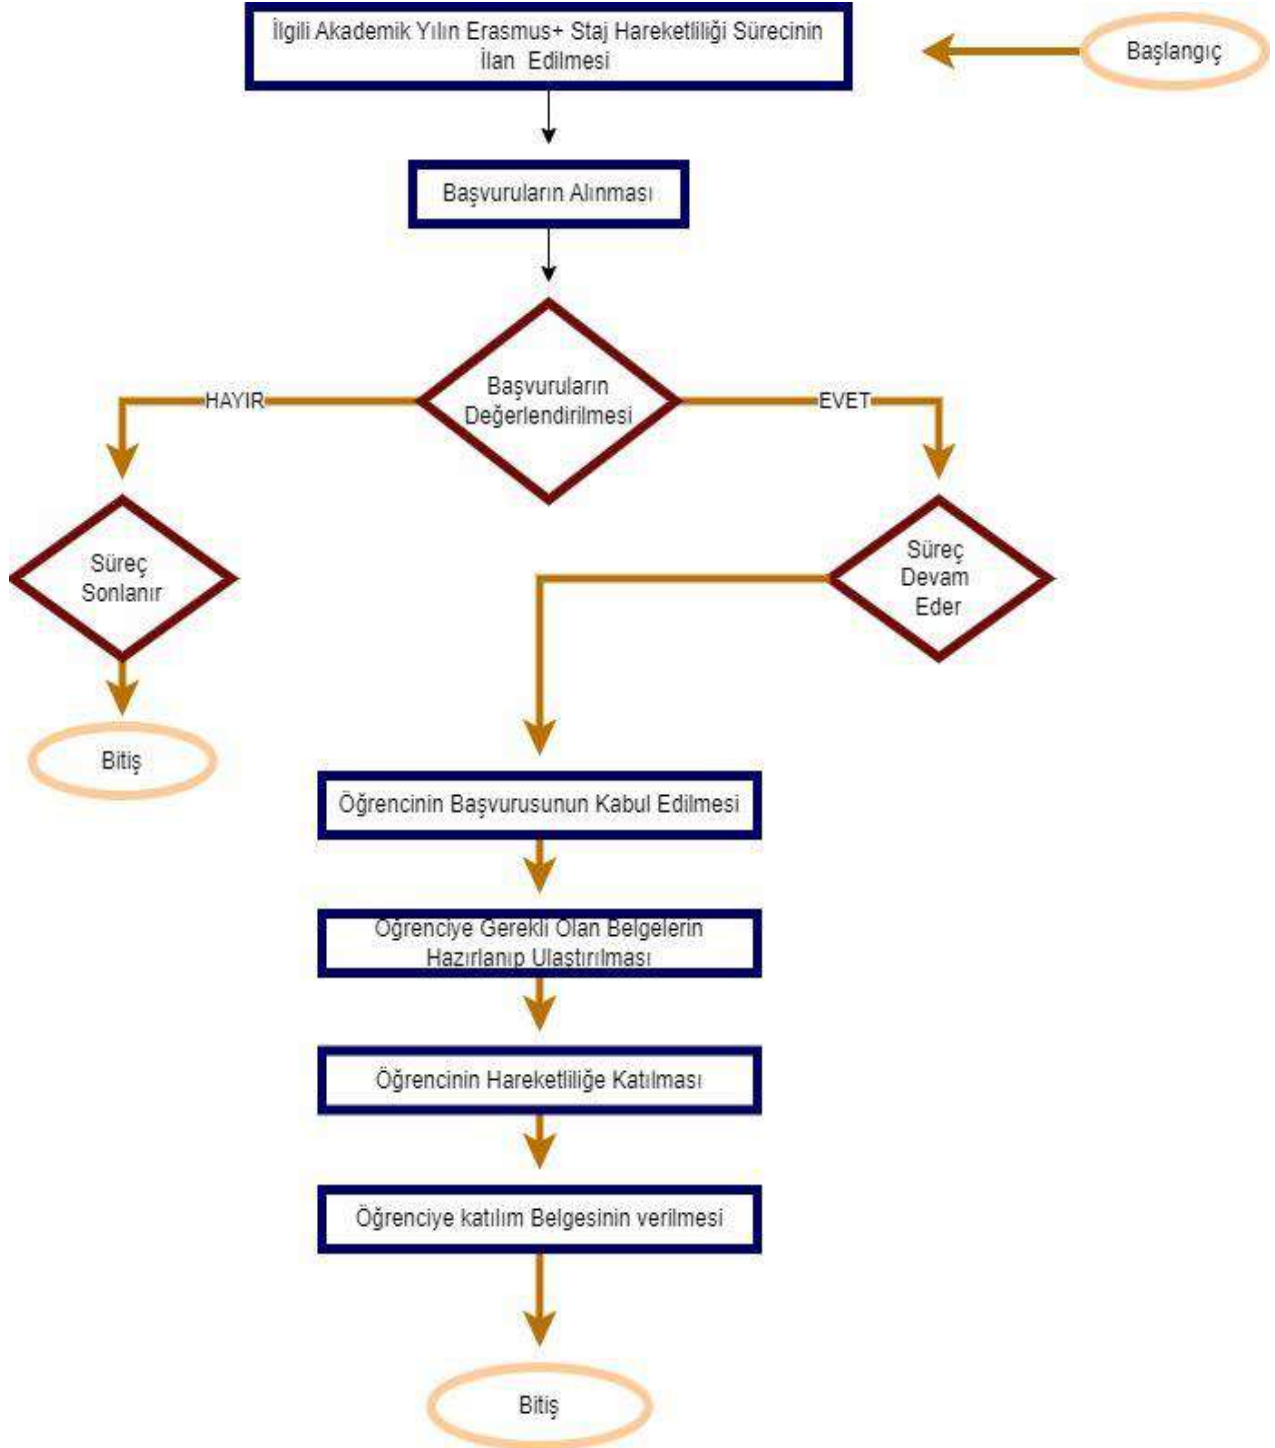 İlgili Akademik Yılın Erasmus+ Staj Hareketliliği Sürecinin
İlan Edilmesi
Başlangıç
Başvuruların Alınması
Başvuruların
Değerlendirilmesi
HAYIR
EVET
Süreç
Sonlanır
Süreç
Devam
Eder
Bitiş
Öğrencinin Başvurusunun Kabul Edilmesi
Öğrenciye Gerekli Olan Belgelerin
Hazırlanıp Ulaştırılması
Öğrencinin Hareketliliğe Katılması
Öğrenciye katılım Belgesinin verilmesi
Bitiş